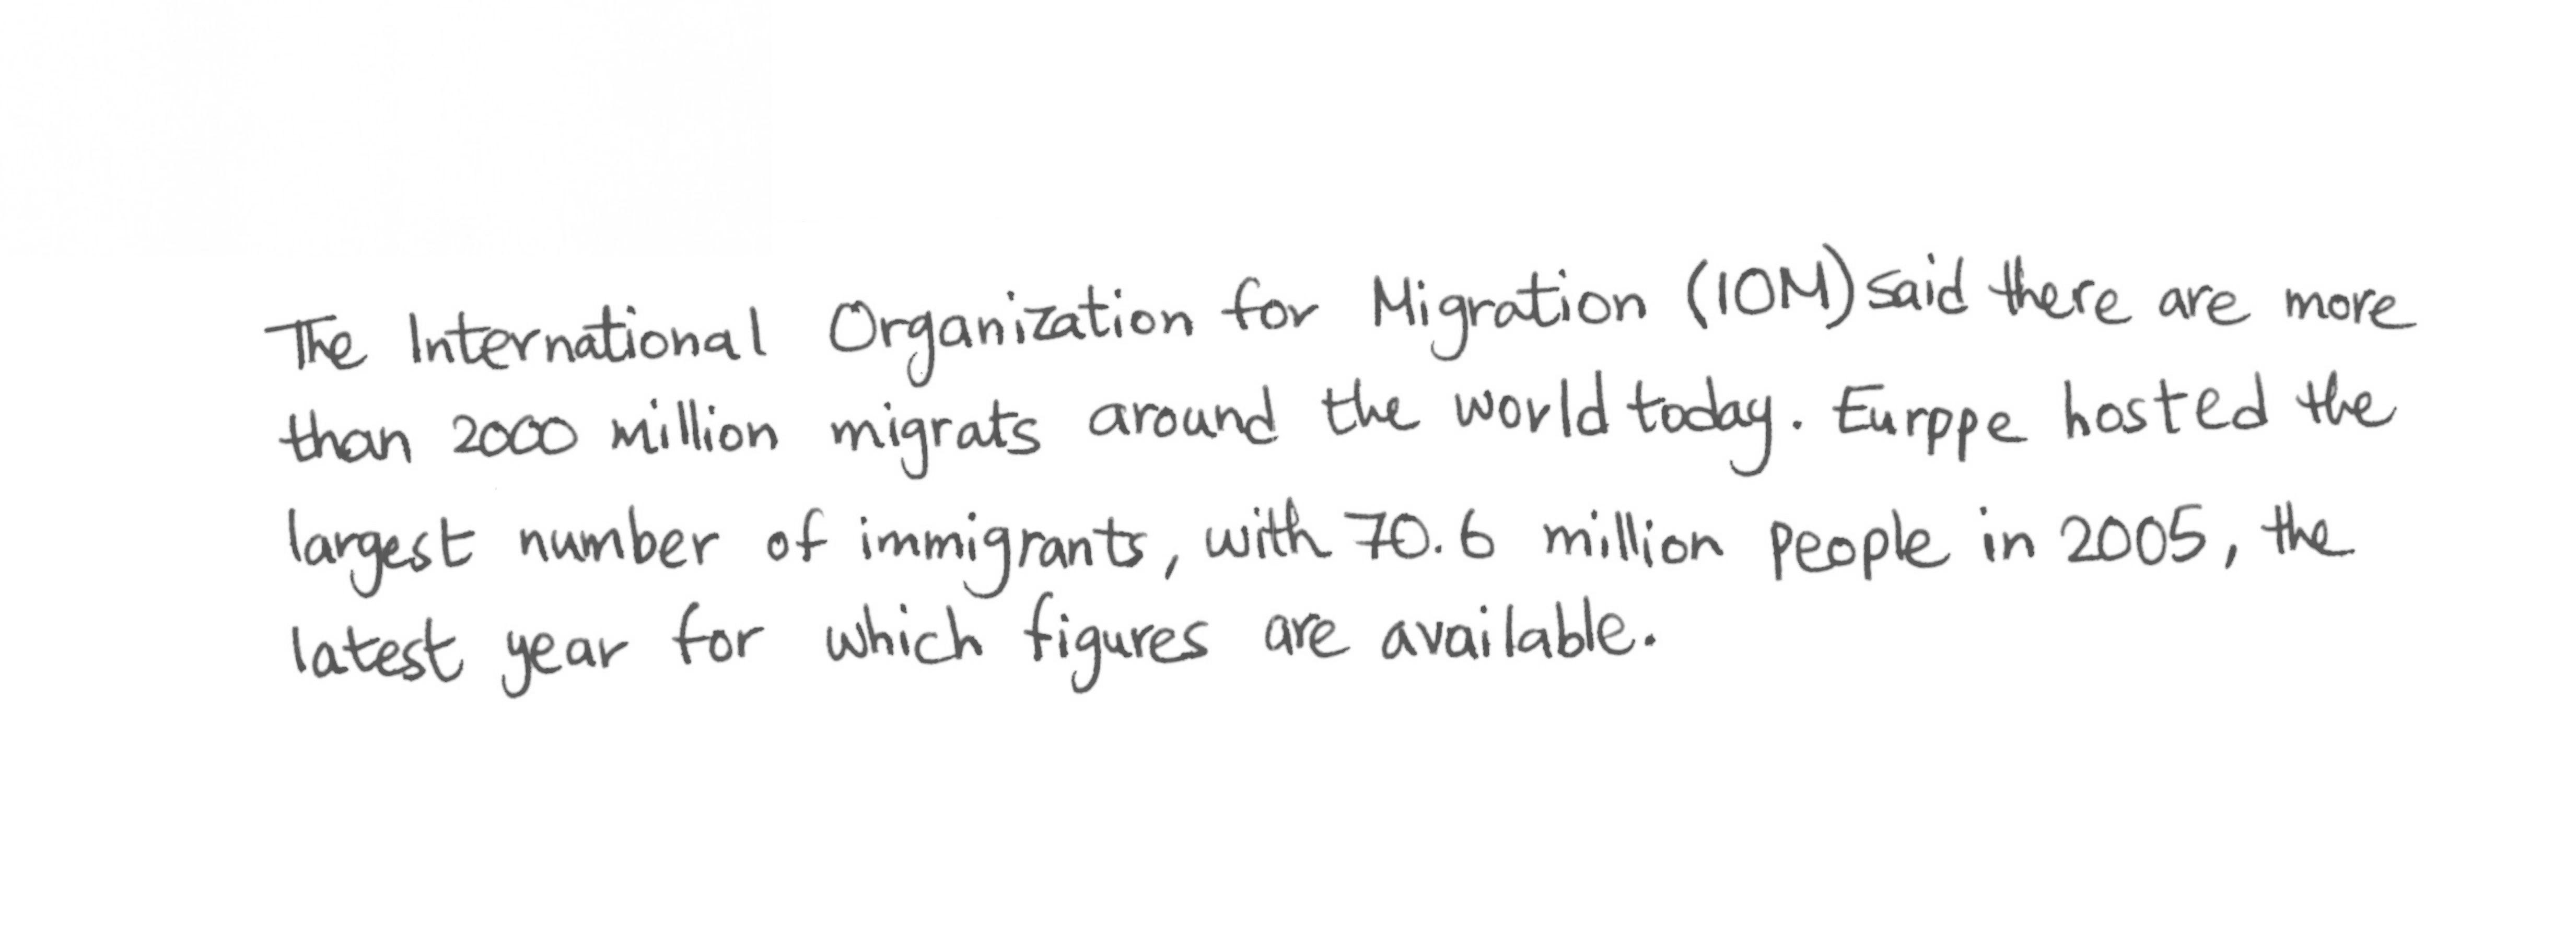 The International Organization for Migration (IOM) said there are more
than 2000 million migrats around the world today. Eurppe hosted the
largest number of immigrants, with 70.6 million people in 2005, the
latest year for which figures are available.